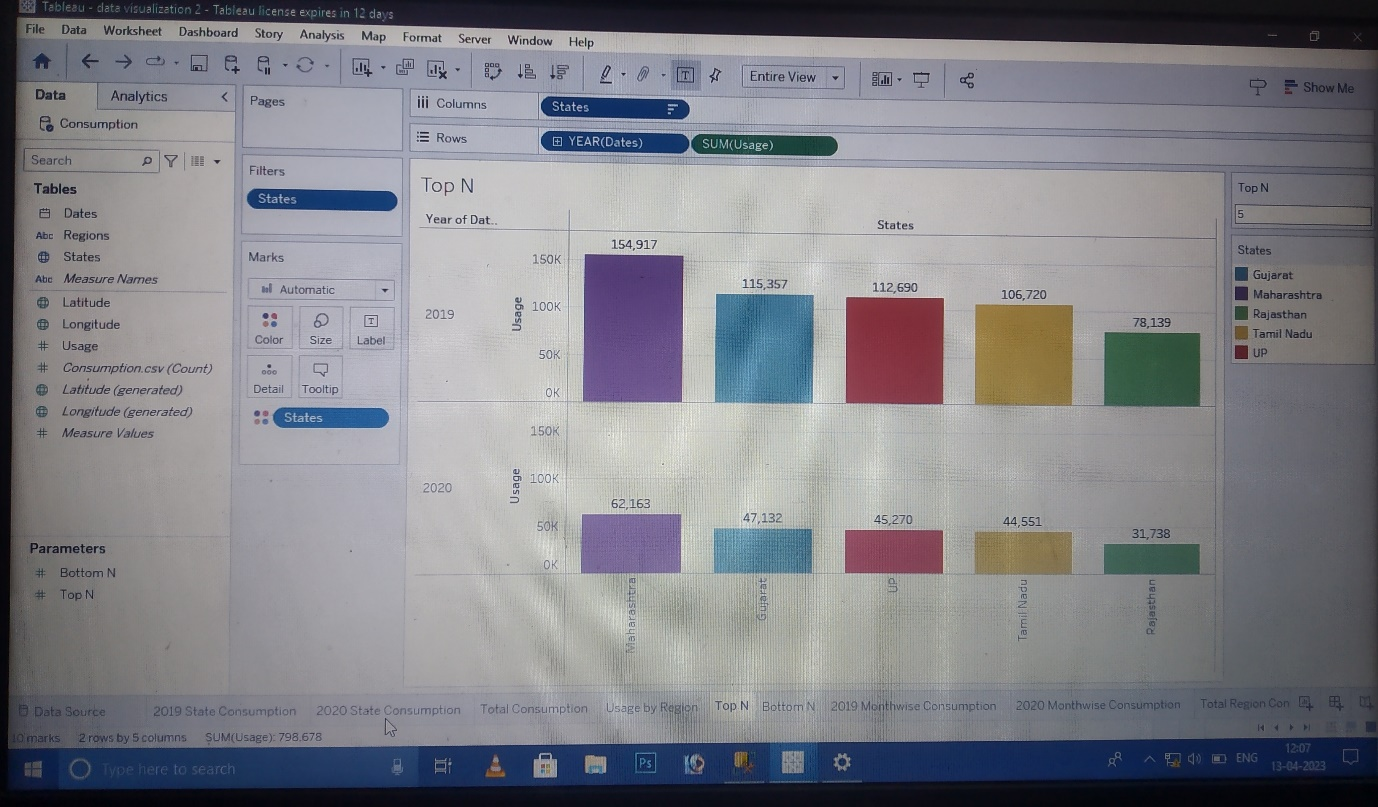 Tableau - data visualization 2 - Tableau license expires in 12 days
File Data Worksheet Dashboard Story Analysis Map Format Server Window Help
Entire View
Show Me
Data Analytics
Consumption
Search
Tables
Dates
Abc Regions
States
Abc Measure Names
Latitude
Longitude
# Usage
# Consumption.csv (Count)
Latitude (generated)
Longitude (generated)
# Measure Values
Parameters
# Bottom N
# Top N
Pages
Filters
States
Marks
Automatic
Color Size Label
Detail Tooltip
States
iii Columns States
Rows YEAR(Dates) SUM(Usage)
Top N
Year of Dat..
States
2019
Usage
150K
100K
50K
0K
154,917
115,357
112,690
106,720
78,139
2020
Usage
150K
100K
50K
0K
62,163
47,132
45,270
44,551
31,738
Maharashtra
Gujarat
UP
Tamil Nadu
Rajasthan
Top N
5
States
Gujarat
Maharashtra
Rajasthan
Tamil Nadu
UP
Data Source 2019 State Consumption 2020 State Consumption Total Consumption Usage by Region Top N Bottom N 2019 Monthwise Consumption 2020 Monthwise Consumption Total Region Con
10 marks 2 rows by 5 columns SUM(Usage): 798,678
Type here to search
Ps
ENG
12:07
13-04-2023